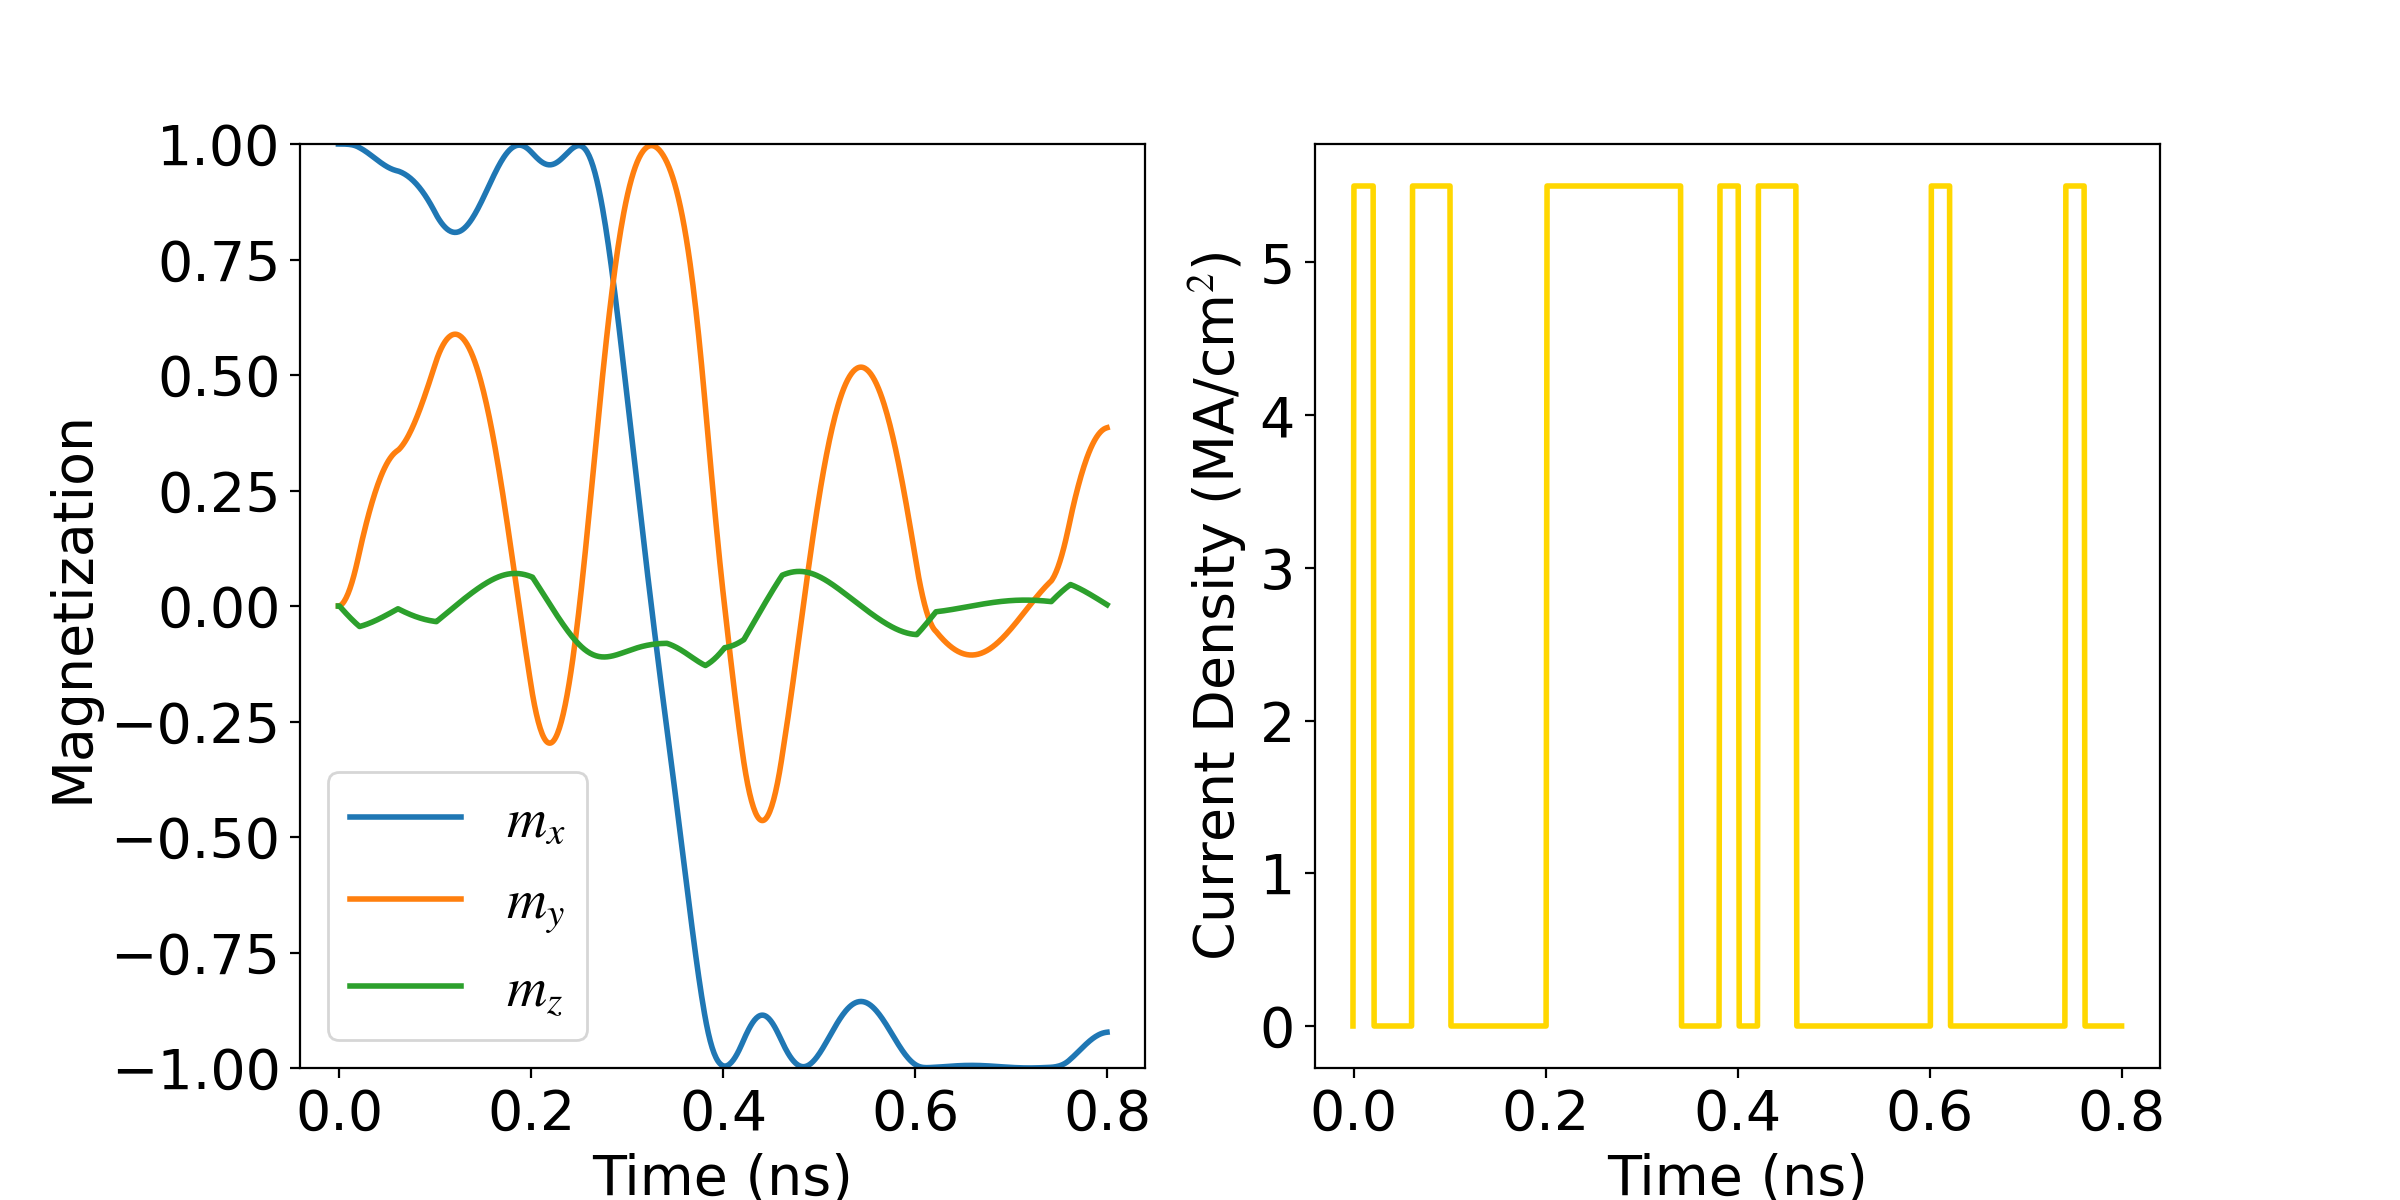 Magnetization
1.00
0.75
0.50
0.25
0.00
−0.25
−0.50
−0.75
−1.00
m_x
m_y
m_z
0.0 0.2 0.4 0.6 0.8
Time (ns)
Current Density (MA/cm²)
5
4
3
2
1
0
0.0 0.2 0.4 0.6 0.8
Time (ns)